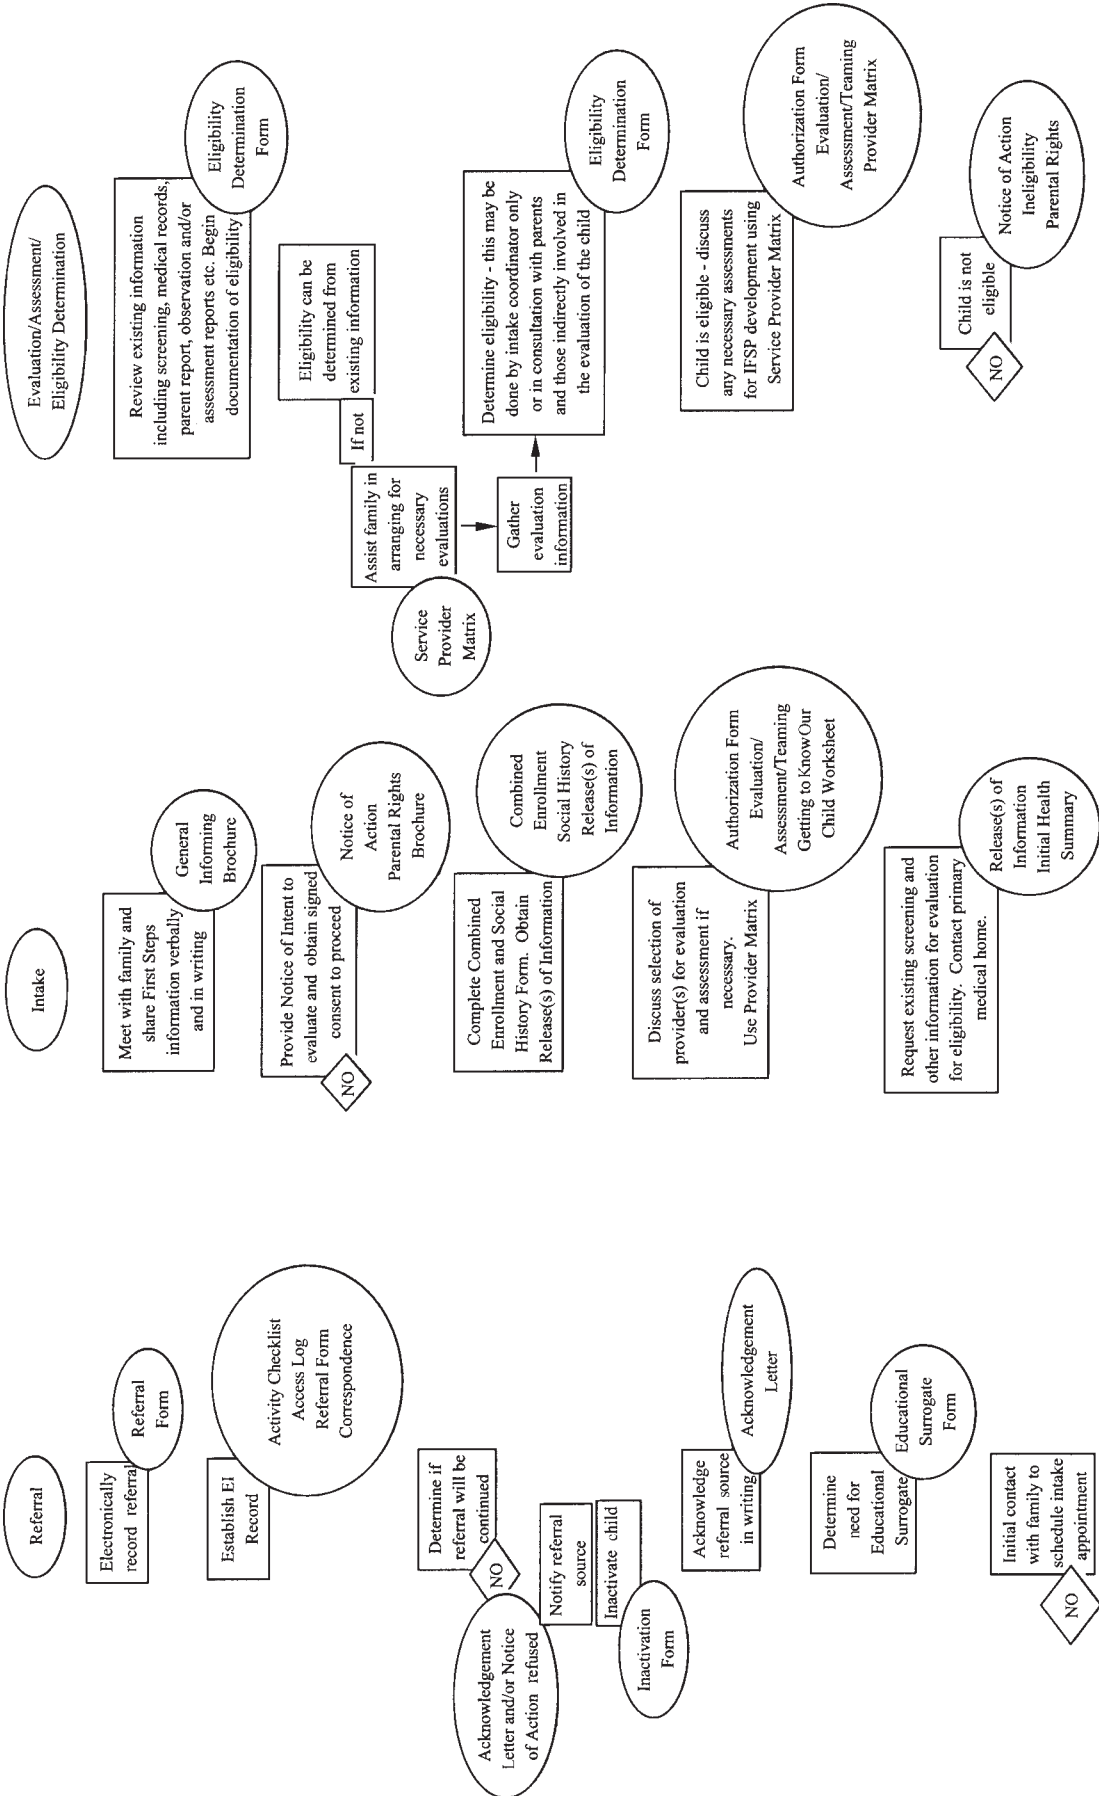 Referral
Electronically
record referral
Referral
Form
Establish EI
Record
Activity Checklist
Access Log
Referral Form
Correspondence
Determine if
referral will be
continued
NO
Acknowledgement
Letter and/or Notice
of Action refused
Notify referral
source
Inactivate child
Inactivation
Form
Acknowledge
referral source
in writing
Acknowledgement
Letter
Determine
need for
Educational
Surrogate
Educational
Surrogate
Form
Initial contact
with family to
schedule intake
appointment
NO
Intake
Meet with family and
share First Steps
information verbally
and in writing
General
Informing
Brochure
Provide Notice of Intent to
evaluate and obtain signed
consent to proceed
NO
Notice of
Action
Parental Rights
Brochure
Complete Combined
Enrollment and Social
History Form. Obtain
Release(s) of Information
Combined
Enrollment
Social History
Release(s) of
Information
Discuss selection of
provider(s) for evaluation
and assessment if
necessary.
Use Provider Matrix
Authorization Form
Evaluation/
Assessment/Teaming
Getting to KnowOur
Child Worksheet
Request existing screening and
other information for evaluation
for eligibility. Contact primary
medical home.
Release(s) of
Information
Initial Health
Summary
Evaluation/Assessment/
Eligibility Determination
Review existing information
including screening, medical records,
parent report, observation and/or
assessment reports etc. Begin
documentation of eligibility
Eligibility
Determination
Form
Eligibility can be
determined from
existing information
If not
Assist family in
arranging for
necessary
evaluations
Service
Provider
Matrix
Gather
evaluation
information
Determine eligibility - this may be
done by intake coordinator only
or in consultation with parents
and those indirectly involved in
the evaluation of the child
Eligibility
Determination
Form
Child is eligible - discuss
any necessary assessments
for IFSP development using
Service Provider Matrix
Authorization Form
Evaluation/
Assessment/Teaming
Provider Matrix
Child is not
eligible
NO
Notice of Action
Ineligibility
Parental Rights